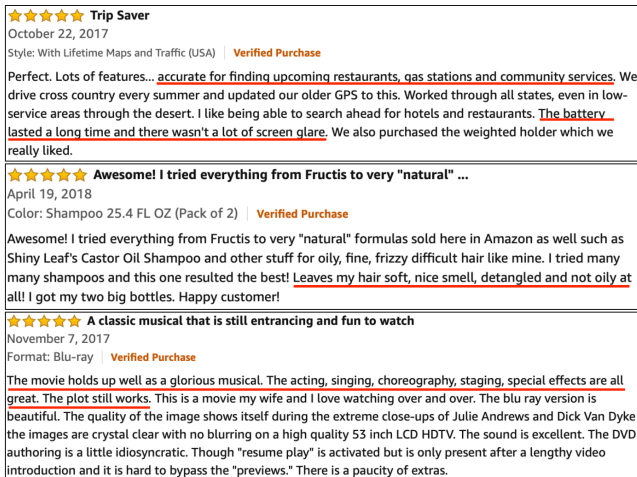 Trip Saver
October 22, 2017
Style: With Lifetime Maps and Traffic (USA) | Verified Purchase
Perfect. Lots of features... accurate for finding upcoming restaurants, gas stations and community services. We
drive cross country every summer and updated our older GPS to this. Worked through all states, even in low-
service areas through the desert. I like being able to search ahead for hotels and restaurants. The battery
lasted a long time and there wasn't a lot of screen glare. We also purchased the weighted holder which we
really liked.
Awesome! I tried everything from Fructis to very "natural" ...
April 19, 2018
Color: Shampoo 25.4 FL OZ (Pack of 2) | Verified Purchase
Awesome! I tried everything from Fructis to very "natural" formulas sold here in Amazon as well such as
Shiny Leaf's Castor Oil Shampoo and other stuff for oily, fine, frizzy difficult hair like mine. I tried many
many shampoos and this one resulted the best! Leaves my hair soft, nice smell, detangled and not oily at
all! I got my two big bottles. Happy customer!
A classic musical that is still entrancing and fun to watch
November 7, 2017
Format: Blu-ray | Verified Purchase
The movie holds up well as a glorious musical. The acting, singing, choreography, staging, special effects are all
great. The plot still works. This is a movie my wife and I love watching over and over. The blu ray version is
beautiful. The quality of the image shows itself during the extreme close-ups of Julie Andrews and Dick Van Dyke
the images are crystal clear with no blurring on a high quality 53 inch LCD HDTV. The sound is excellent. The DVD
authoring is a little idiosyncratic. Though "resume play" is activated but is only present after a lengthy video
introduction and it is hard to bypass the "previews." There is a paucity of extras.